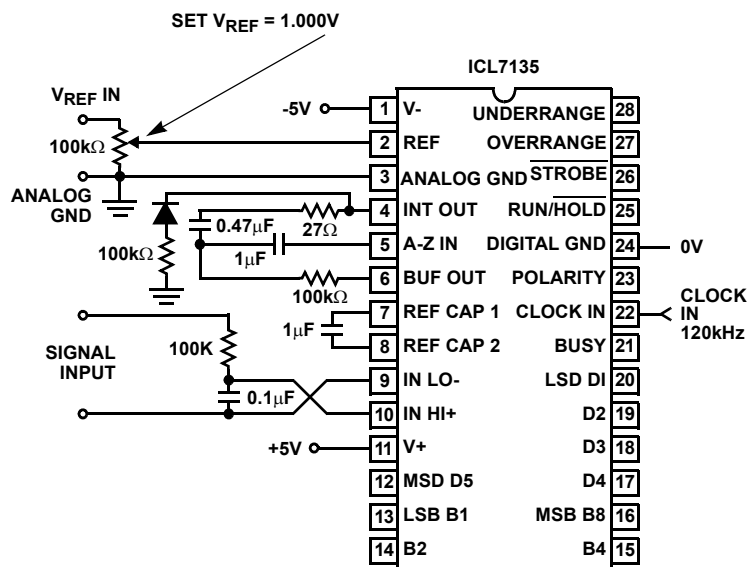 SET VREF = 1.000V
ICL7135
VREF IN
100kΩ
ANALOG
GND
-5V
1 V-
2 REF
3 ANALOG GND
4 INT OUT
5 A-Z IN
6 BUF OUT
7 REF CAP 1
8 REF CAP 2
9 IN LO-
10 IN HI+
11 V+
12 MSD D5
13 LSB B1
14 B2
UNDERRANGE 28
OVERRANGE 27
STROBE 26
RUN/HOLD 25
DIGITAL GND 24
POLARITY 23
CLOCK IN 22
BUSY 21
LSD DI 20
D2 19
D3 18
D4 17
MSB B8 16
B4 15
0V
CLOCK
IN
120kHz
0.47μF
27Ω
100kΩ
1μF
100kΩ
1μF
SIGNAL
INPUT
100K
0.1μF
+5V